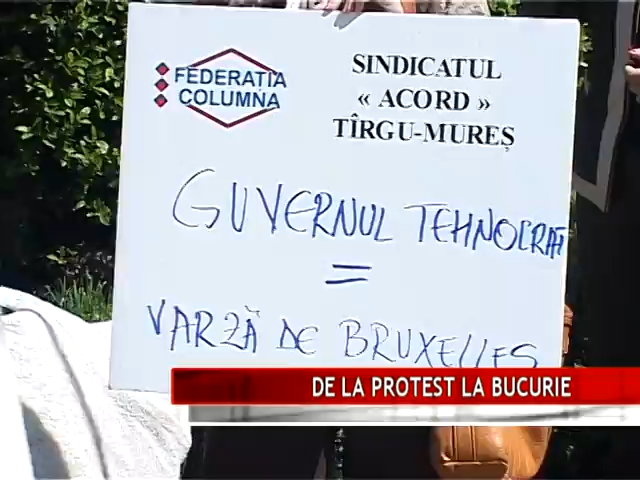 FEDERATIA
COLUMNA
SINDICATUL
« ACORD »
TÎRGU-MUREȘ
GUVERNUL TEHNOCRAT
=
VARZĂ DE BRUXELLES
DE LA PROTEST LA BUCURIE